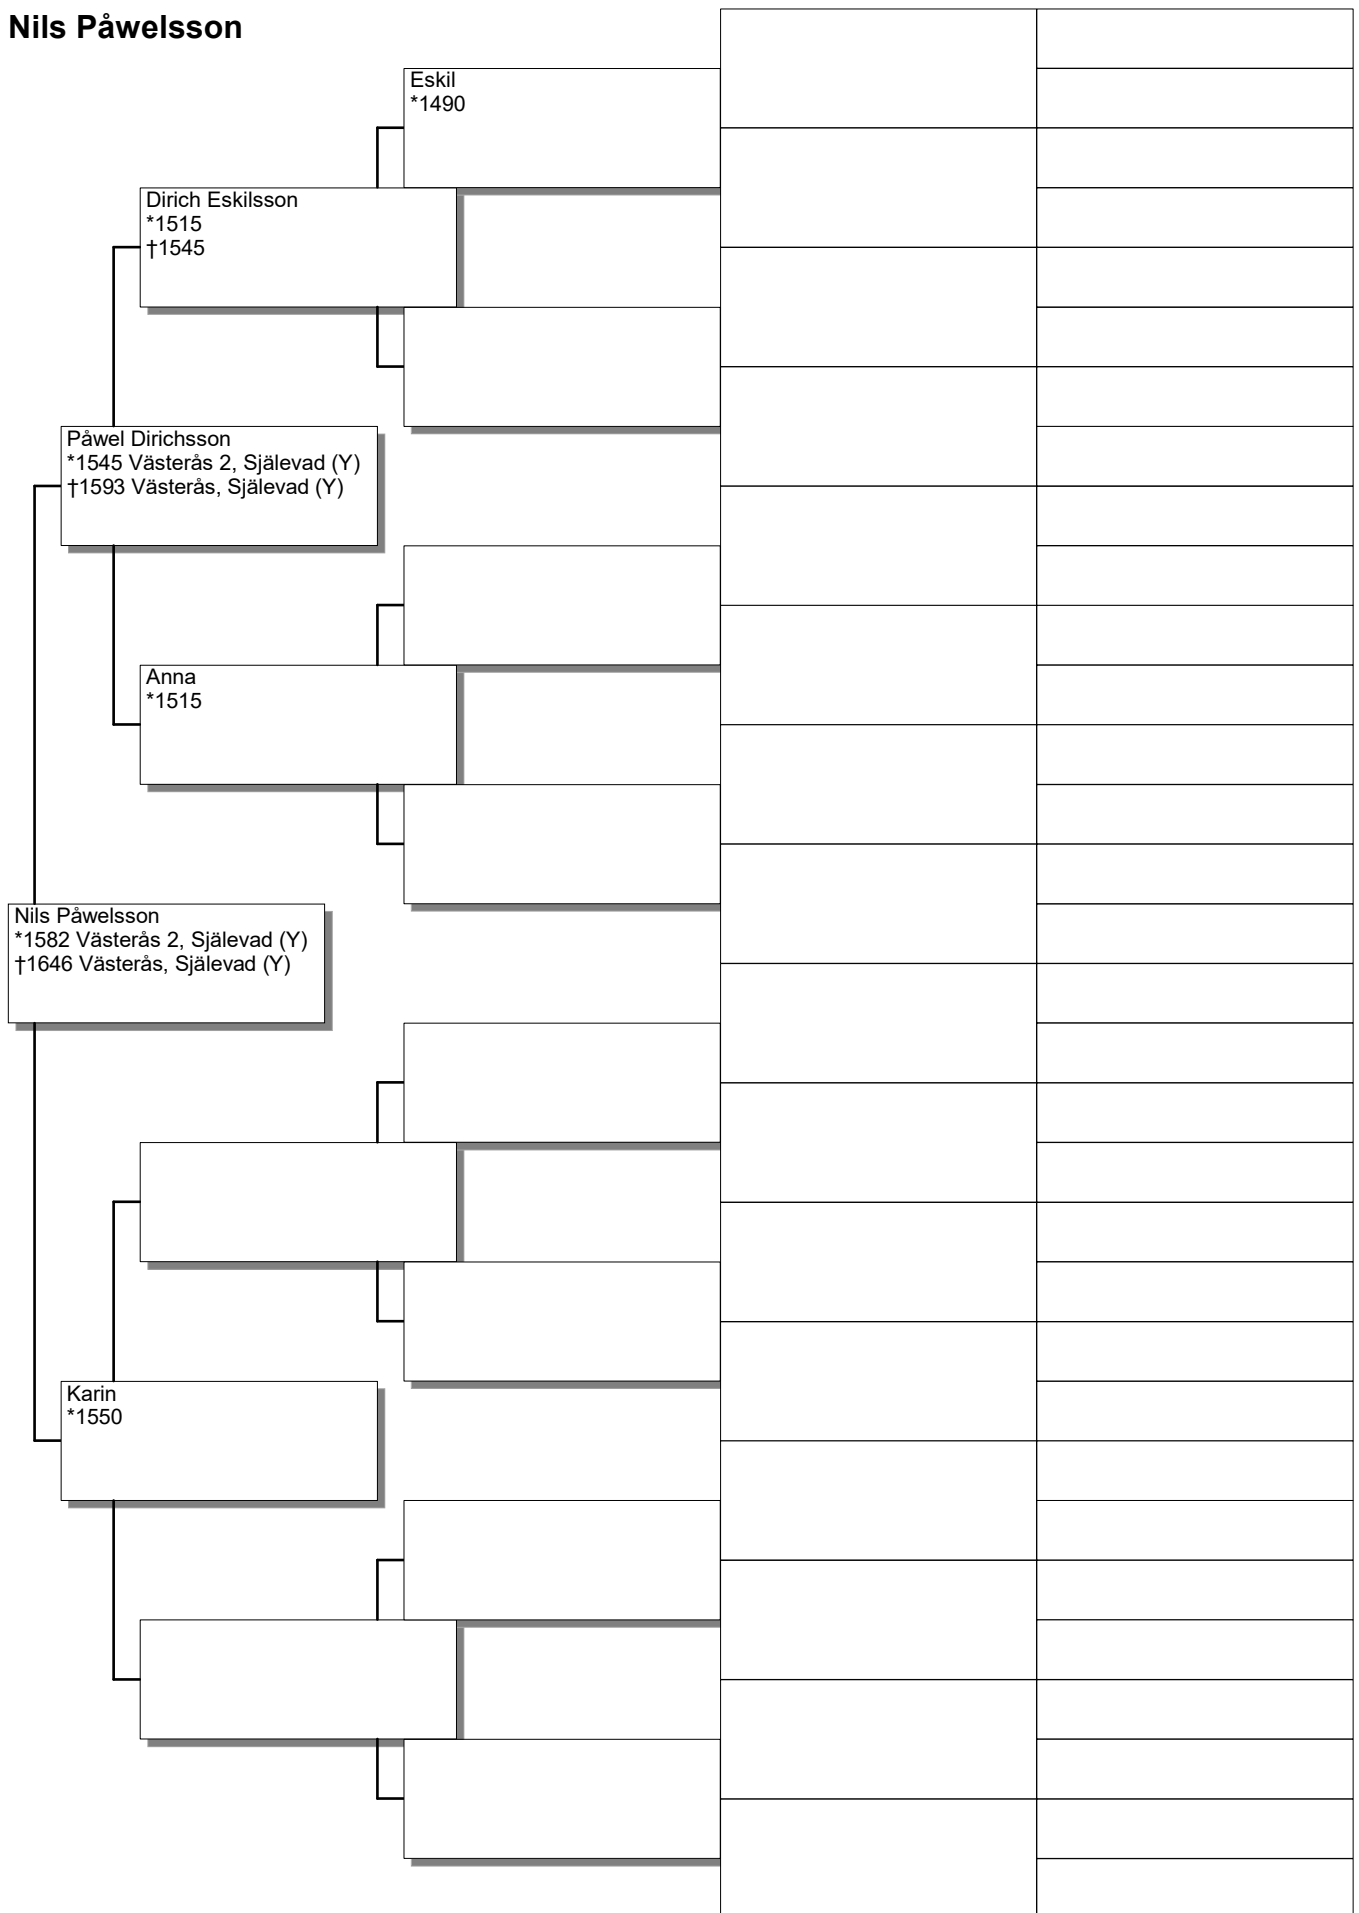 Nils Påwelsson
Eskil
*1490
Dirich Eskilsson
*1515
†1545
Påwel Dirichsson
*1545 Västerås 2, Själevad (Y)
†1593 Västerås, Själevad (Y)
Anna
*1515
Nils Påwelsson
*1582 Västerås 2, Själevad (Y)
†1646 Västerås, Själevad (Y)
Karin
*1550